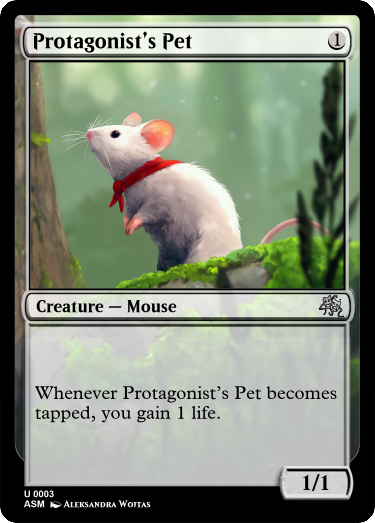 Protagonist's Pet 1
Creature — Mouse
Whenever Protagonist's Pet becomes
tapped, you gain 1 life.
1/1
U 0003
ASM Aleksandra Wojtas